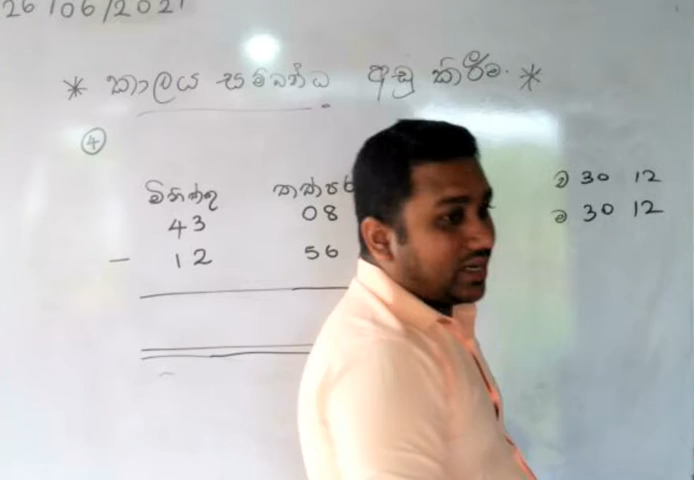 26/06/2021
* කාලය සම්බන්ධ අඩු කිරීම. *
④
මිනිත්තු තත්පර
43 08
- 12 56
ව 30 12
ම 30 12